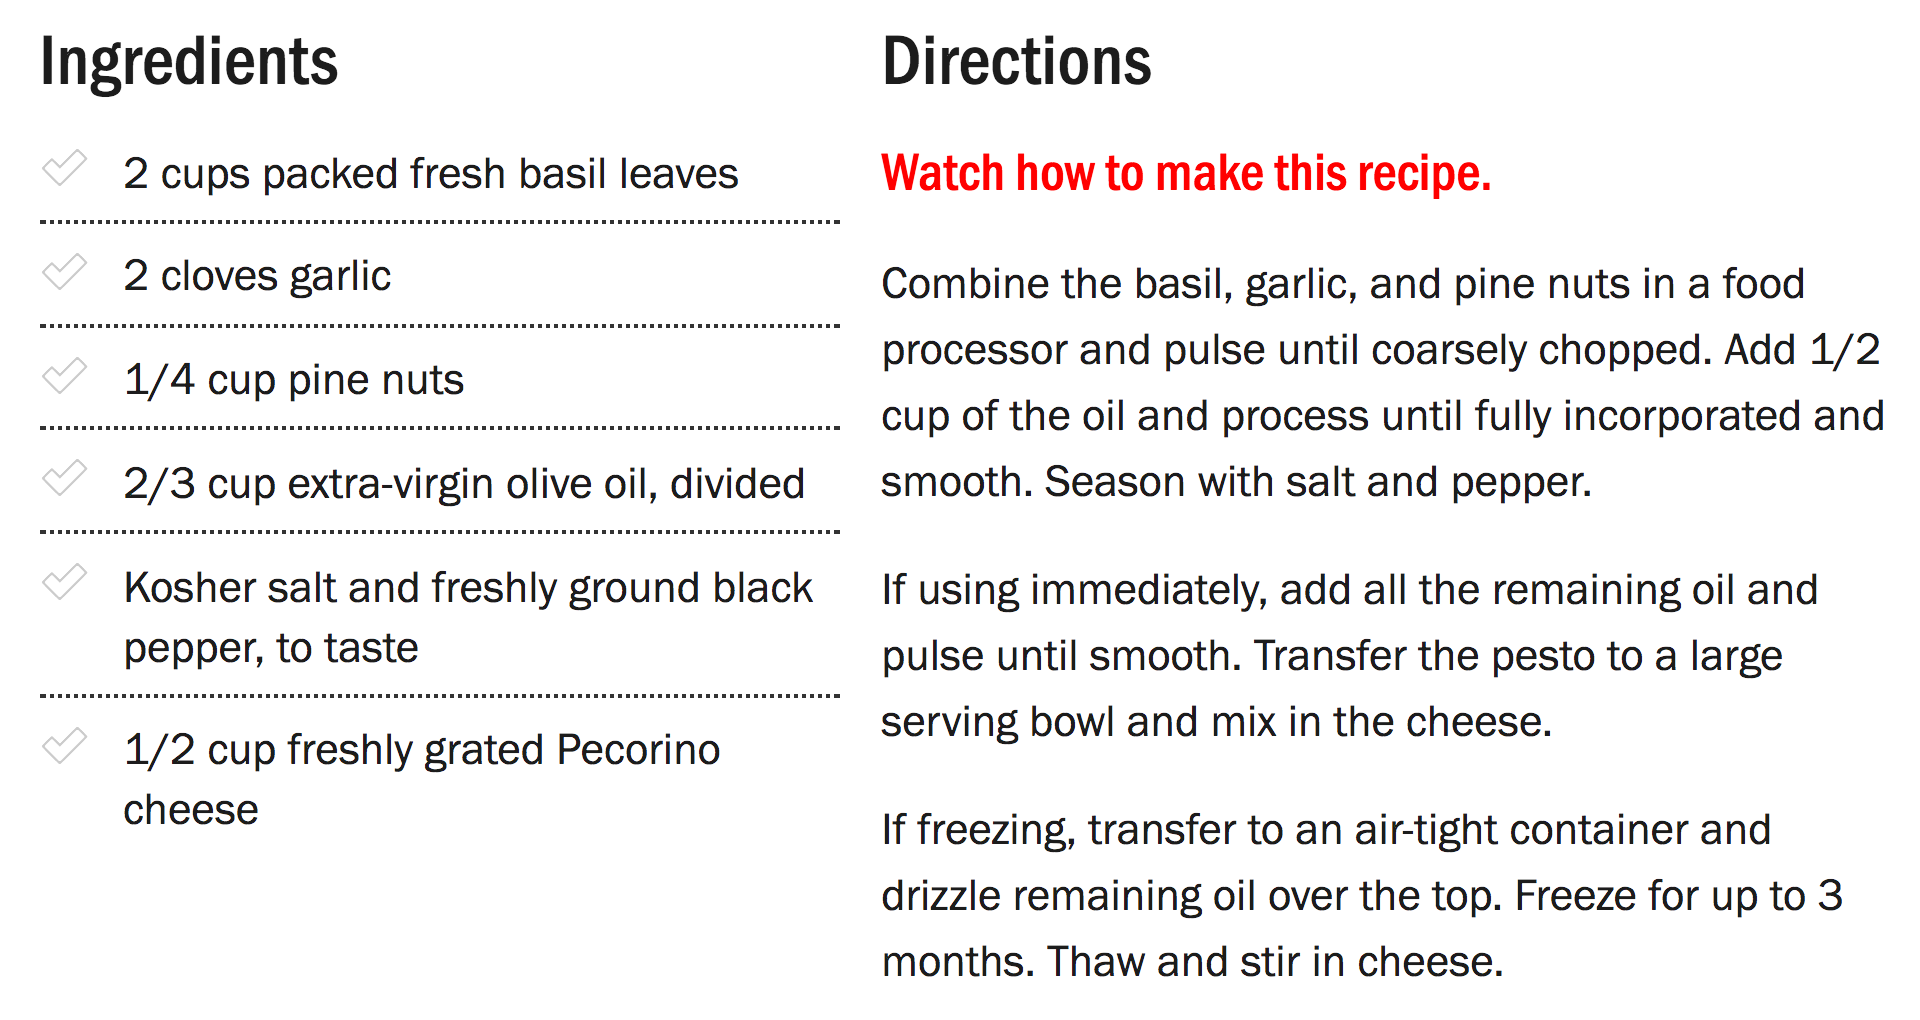 Ingredients
2 cups packed fresh basil leaves
2 cloves garlic
1/4 cup pine nuts
2/3 cup extra-virgin olive oil, divided
Kosher salt and freshly ground black
pepper, to taste
1/2 cup freshly grated Pecorino
cheese
Directions
Watch how to make this recipe.
Combine the basil, garlic, and pine nuts in a food
processor and pulse until coarsely chopped. Add 1/2
cup of the oil and process until fully incorporated and
smooth. Season with salt and pepper.
If using immediately, add all the remaining oil and
pulse until smooth. Transfer the pesto to a large
serving bowl and mix in the cheese.
If freezing, transfer to an air-tight container and
drizzle remaining oil over the top. Freeze for up to 3
months. Thaw and stir in cheese.